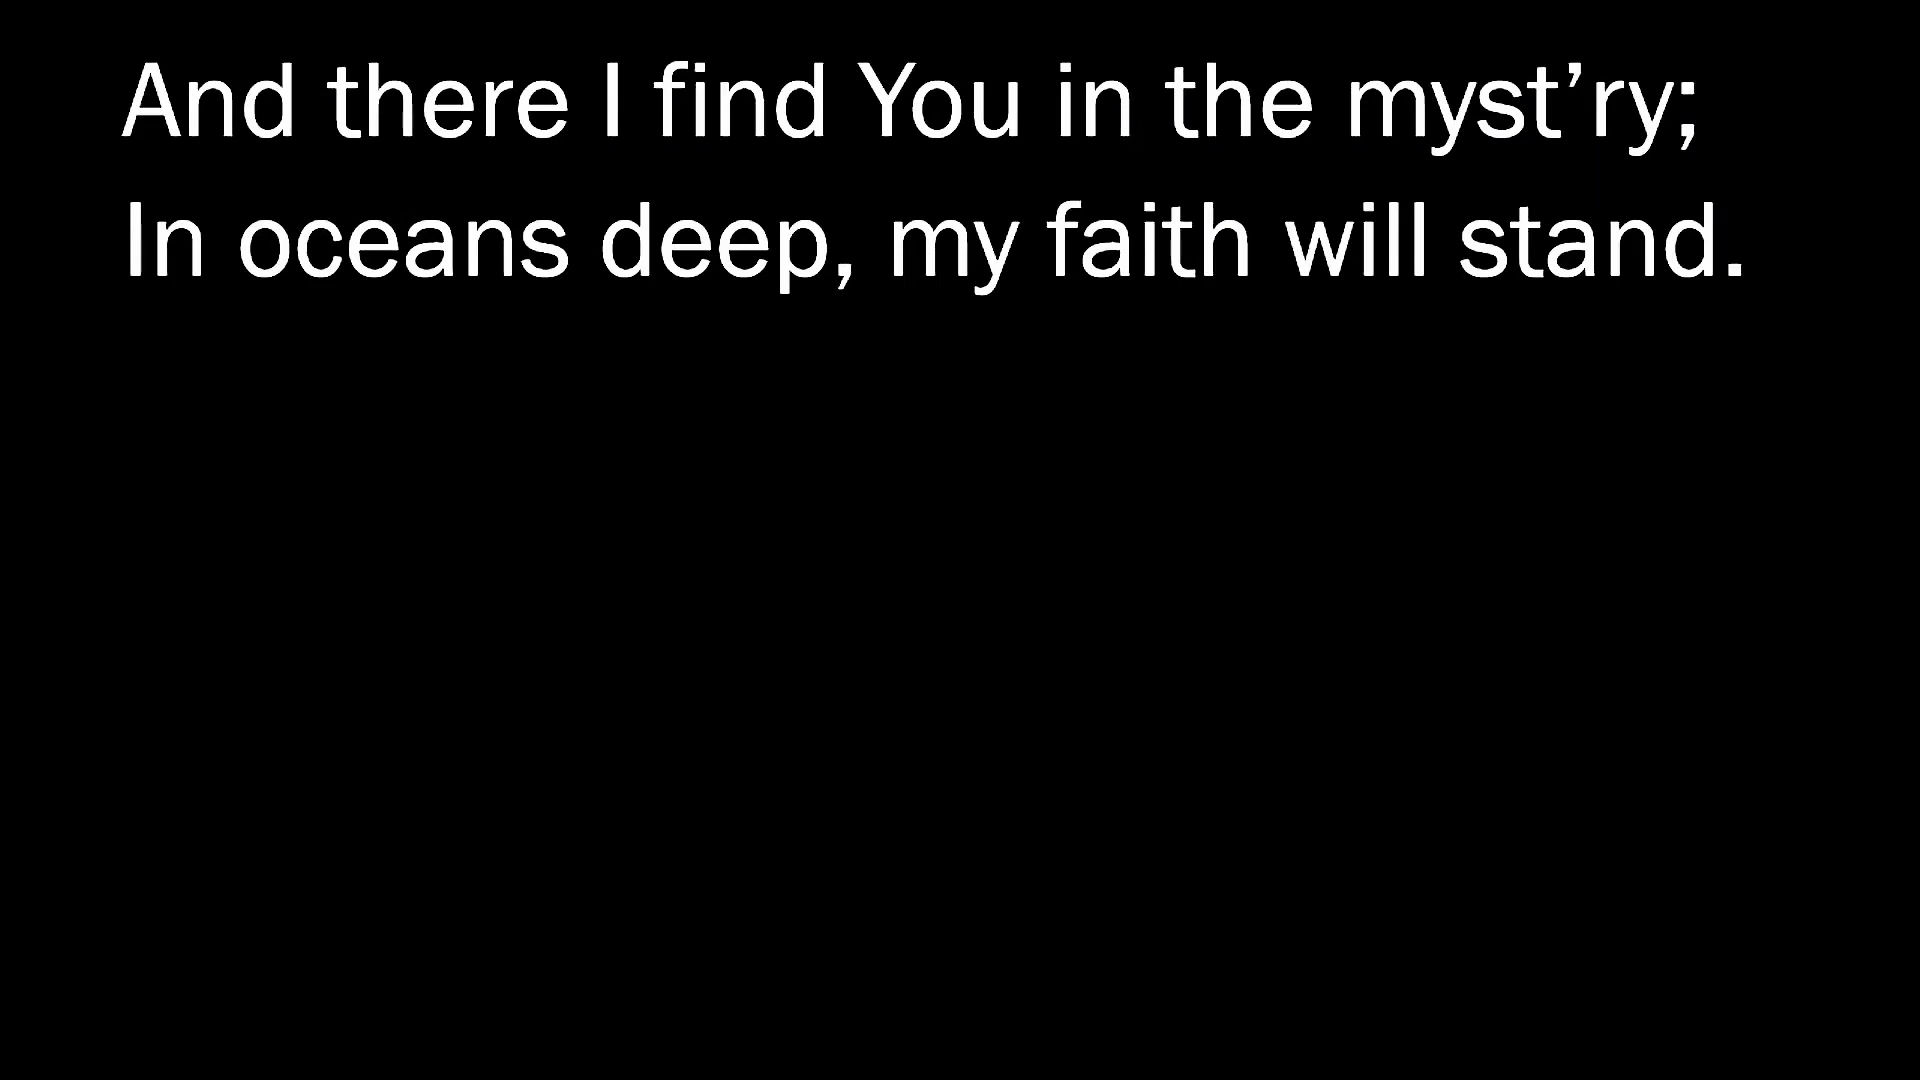 And there I find You in the myst’ry;
In oceans deep, my faith will stand.